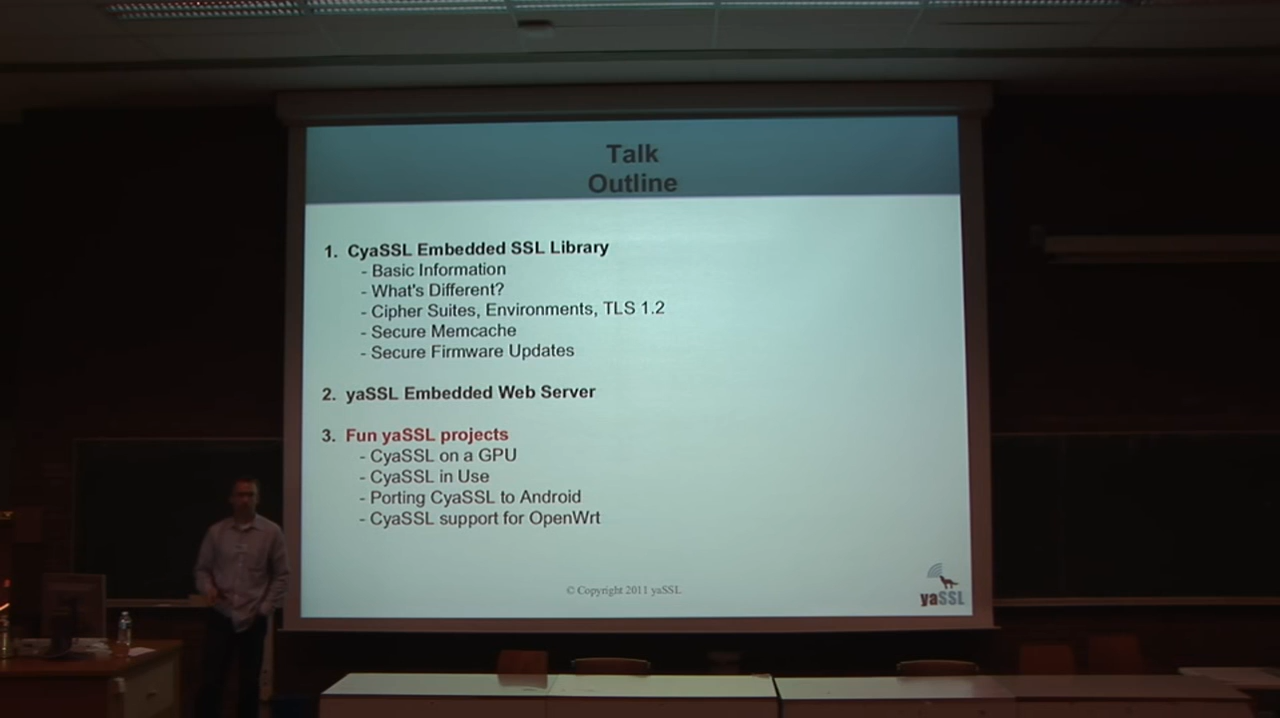 Talk
Outline
1. CyaSSL Embedded SSL Library
- Basic Information
- What's Different?
- Cipher Suites, Environments, TLS 1.2
- Secure Memcache
- Secure Firmware Updates
2. yaSSL Embedded Web Server
3. Fun yaSSL projects
- CyaSSL on a GPU
- CyaSSL in Use
- Porting CyaSSL to Android
- CyaSSL support for OpenWrt
© Copyright 2011 yaSSL
yaSSL